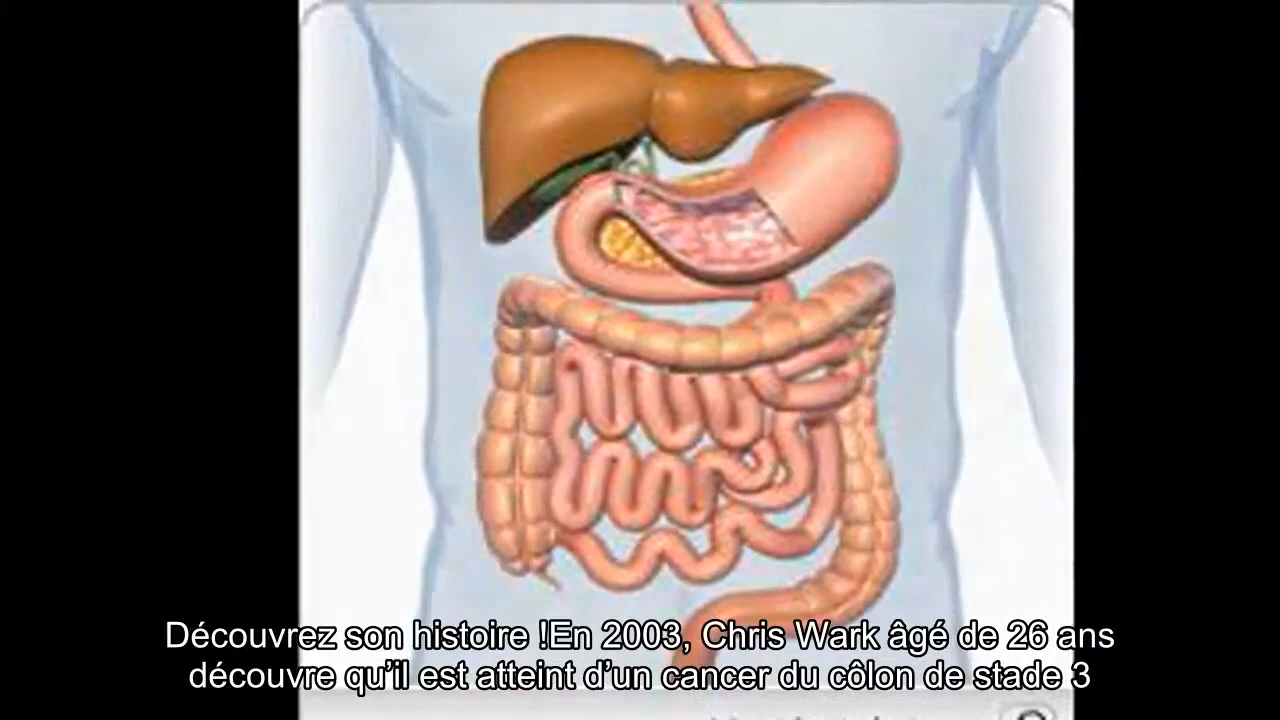 Découvrez son histoire !En 2003, Chris Wark âgé de 26 ans
découvre qu’il est atteint d’un cancer du côlon de stade 3